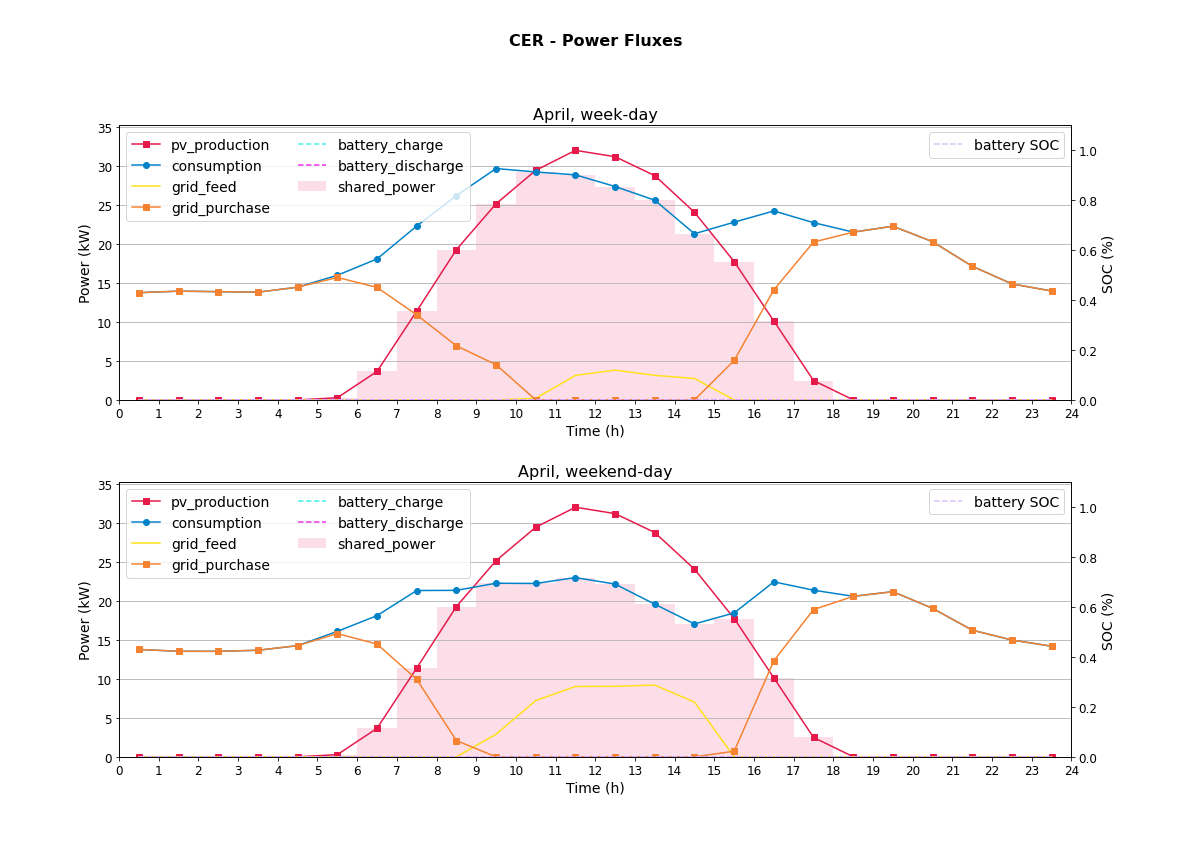 CER - Power Fluxes
April, week-day
35
30
25
20
15
10
5
0
Power (kW)
pv_production
consumption
grid_feed
grid_purchase
battery_charge
battery_discharge
shared_power
battery SOC
1.0
0.8
0.6
0.4
0.2
0.0
SOC (%)
0 1 2 3 4 5 6 7 8 9 10 11 12 13 14 15 16 17 18 19 20 21 22 23 24
Time (h)
April, weekend-day
35
30
25
20
15
10
5
0
Power (kW)
pv_production
consumption
grid_feed
grid_purchase
battery_charge
battery_discharge
shared_power
battery SOC
1.0
0.8
0.6
0.4
0.2
0.0
SOC (%)
0 1 2 3 4 5 6 7 8 9 10 11 12 13 14 15 16 17 18 19 20 21 22 23 24
Time (h)